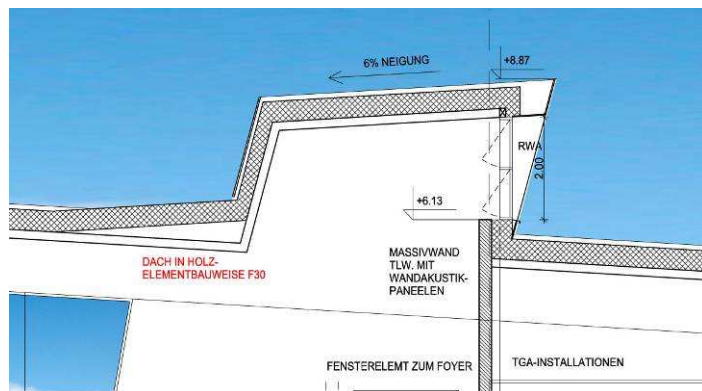 6% NEIGUNG
+8.87
RWA
2.00
+6.13
DACH IN HOLZ-
ELEMENTBAUWEISE F30
MASSIVWAND
TLW. MIT
WANDAKUSTIK-
PANEELEN
FENSTERELEMT ZUM FOYER
TGA-INSTALLATIONEN